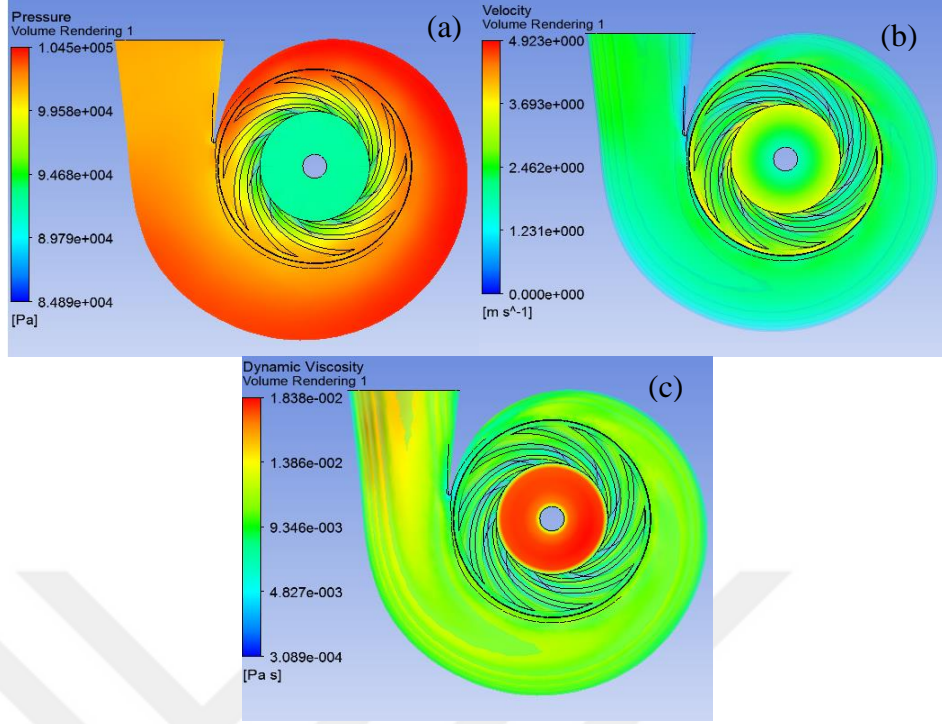 Pressure
Volume Rendering 1
(a)
1.045e+005
9.958e+004
9.468e+004
8.979e+004
8.489e+004
[Pa]
Velocity
Volume Rendering 1
(b)
4.923e+000
3.693e+000
2.462e+000
1.231e+000
0.000e+000
[m s^-1]
Dynamic Viscosity
Volume Rendering 1
(c)
1.838e-002
1.386e-002
9.346e-003
4.827e-003
3.089e-004
[Pa s]